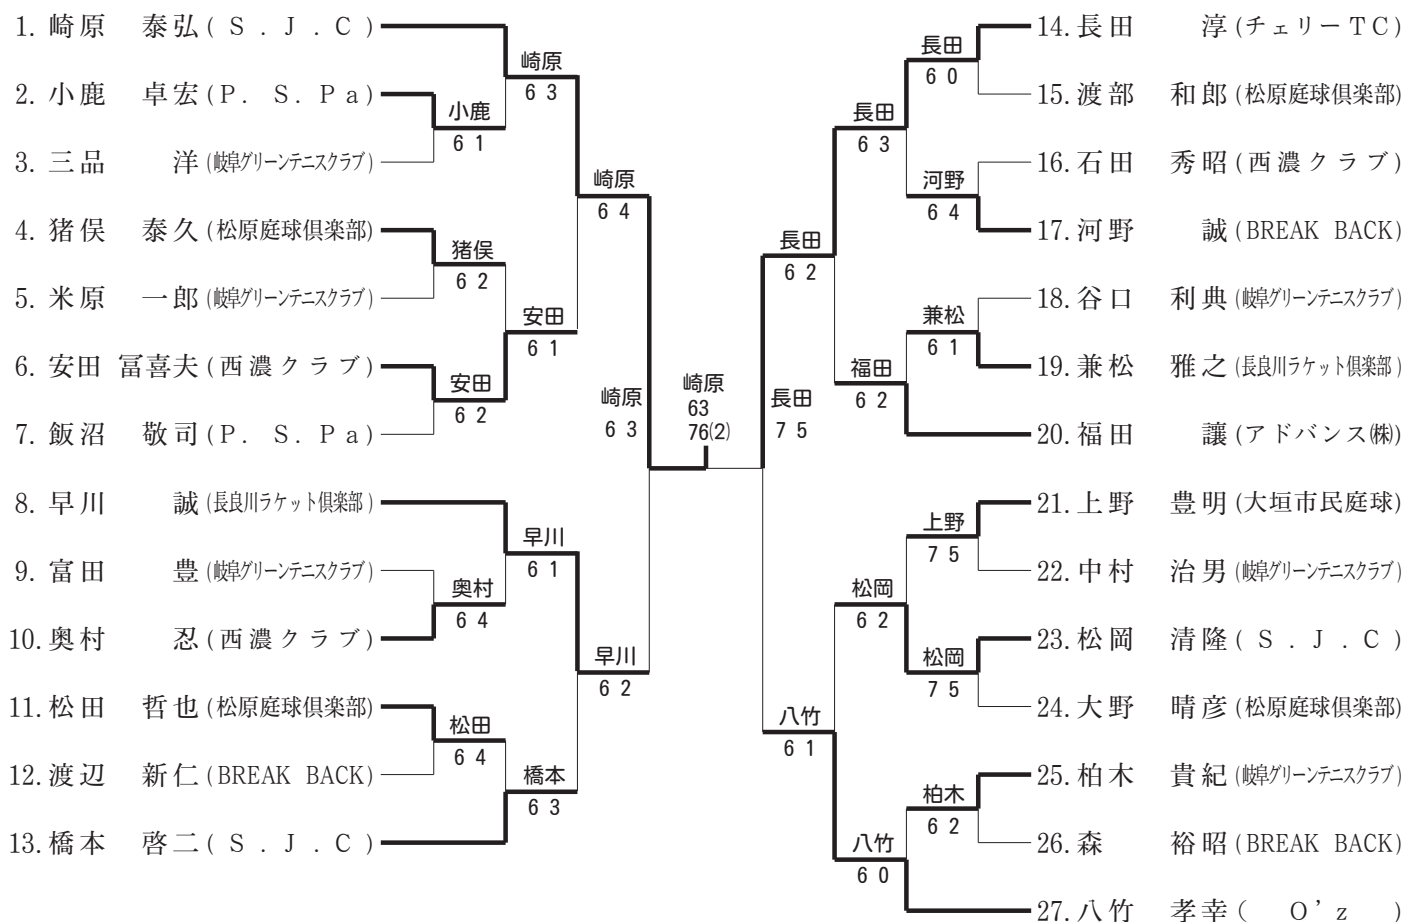 1. 崎原 泰弘 (S.J.C)
2. 小鹿 卓宏 (P. S. Pa)
3. 三品 洋 (岐阜グリーンテニスクラブ)
4. 猪俣 泰久 (松原庭球倶楽部)
5. 米原 一郎 (岐阜グリーンテニスクラブ)
6. 安田 冨喜夫 (西濃クラブ)
7. 飯沼 敬司 (P. S. Pa)
8. 早川 誠 (長良川ラケット倶楽部)
9. 富田 豊 (岐阜グリーンテニスクラブ)
10. 奥村 忍 (西濃クラブ)
11. 松田 哲也 (松原庭球倶楽部)
12. 渡辺 新仁 (BREAK BACK)
13. 橋本 啓二 (S.J.C)
小鹿
6 1
猪俣
6 2
安田
6 2
奥村
6 4
松田
6 4
崎原
6 3
安田
6 1
早川
6 1
橋本
6 3
崎原
6 4
早川
6 2
崎原
6 3
崎原
63
76(2)
長田
7 5
長田
6 2
八竹
6 1
長田
6 3
福田
6 2
松岡
6 2
八竹
6 0
長田
6 0
河野
6 4
兼松
6 1
上野
7 5
松岡
7 5
柏木
6 2
14. 長田 淳 (チェリーTC)
15. 渡部 和郎 (松原庭球倶楽部)
16. 石田 秀昭 (西濃クラブ)
17. 河野 誠 (BREAK BACK)
18. 谷口 利典 (岐阜グリーンテニスクラブ)
19. 兼松 雅之 (長良川ラケット倶楽部)
20. 福田 讓 (アドバンス㈱)
21. 上野 豊明 (大垣市民庭球)
22. 中村 治男 (岐阜グリーンテニスクラブ)
23. 松岡 清隆 (S.J.C)
24. 大野 晴彦 (松原庭球倶楽部)
25. 柏木 貴紀 (岐阜グリーンテニスクラブ)
26. 森 裕昭 (BREAK BACK)
27. 八竹 孝幸 (O'z)